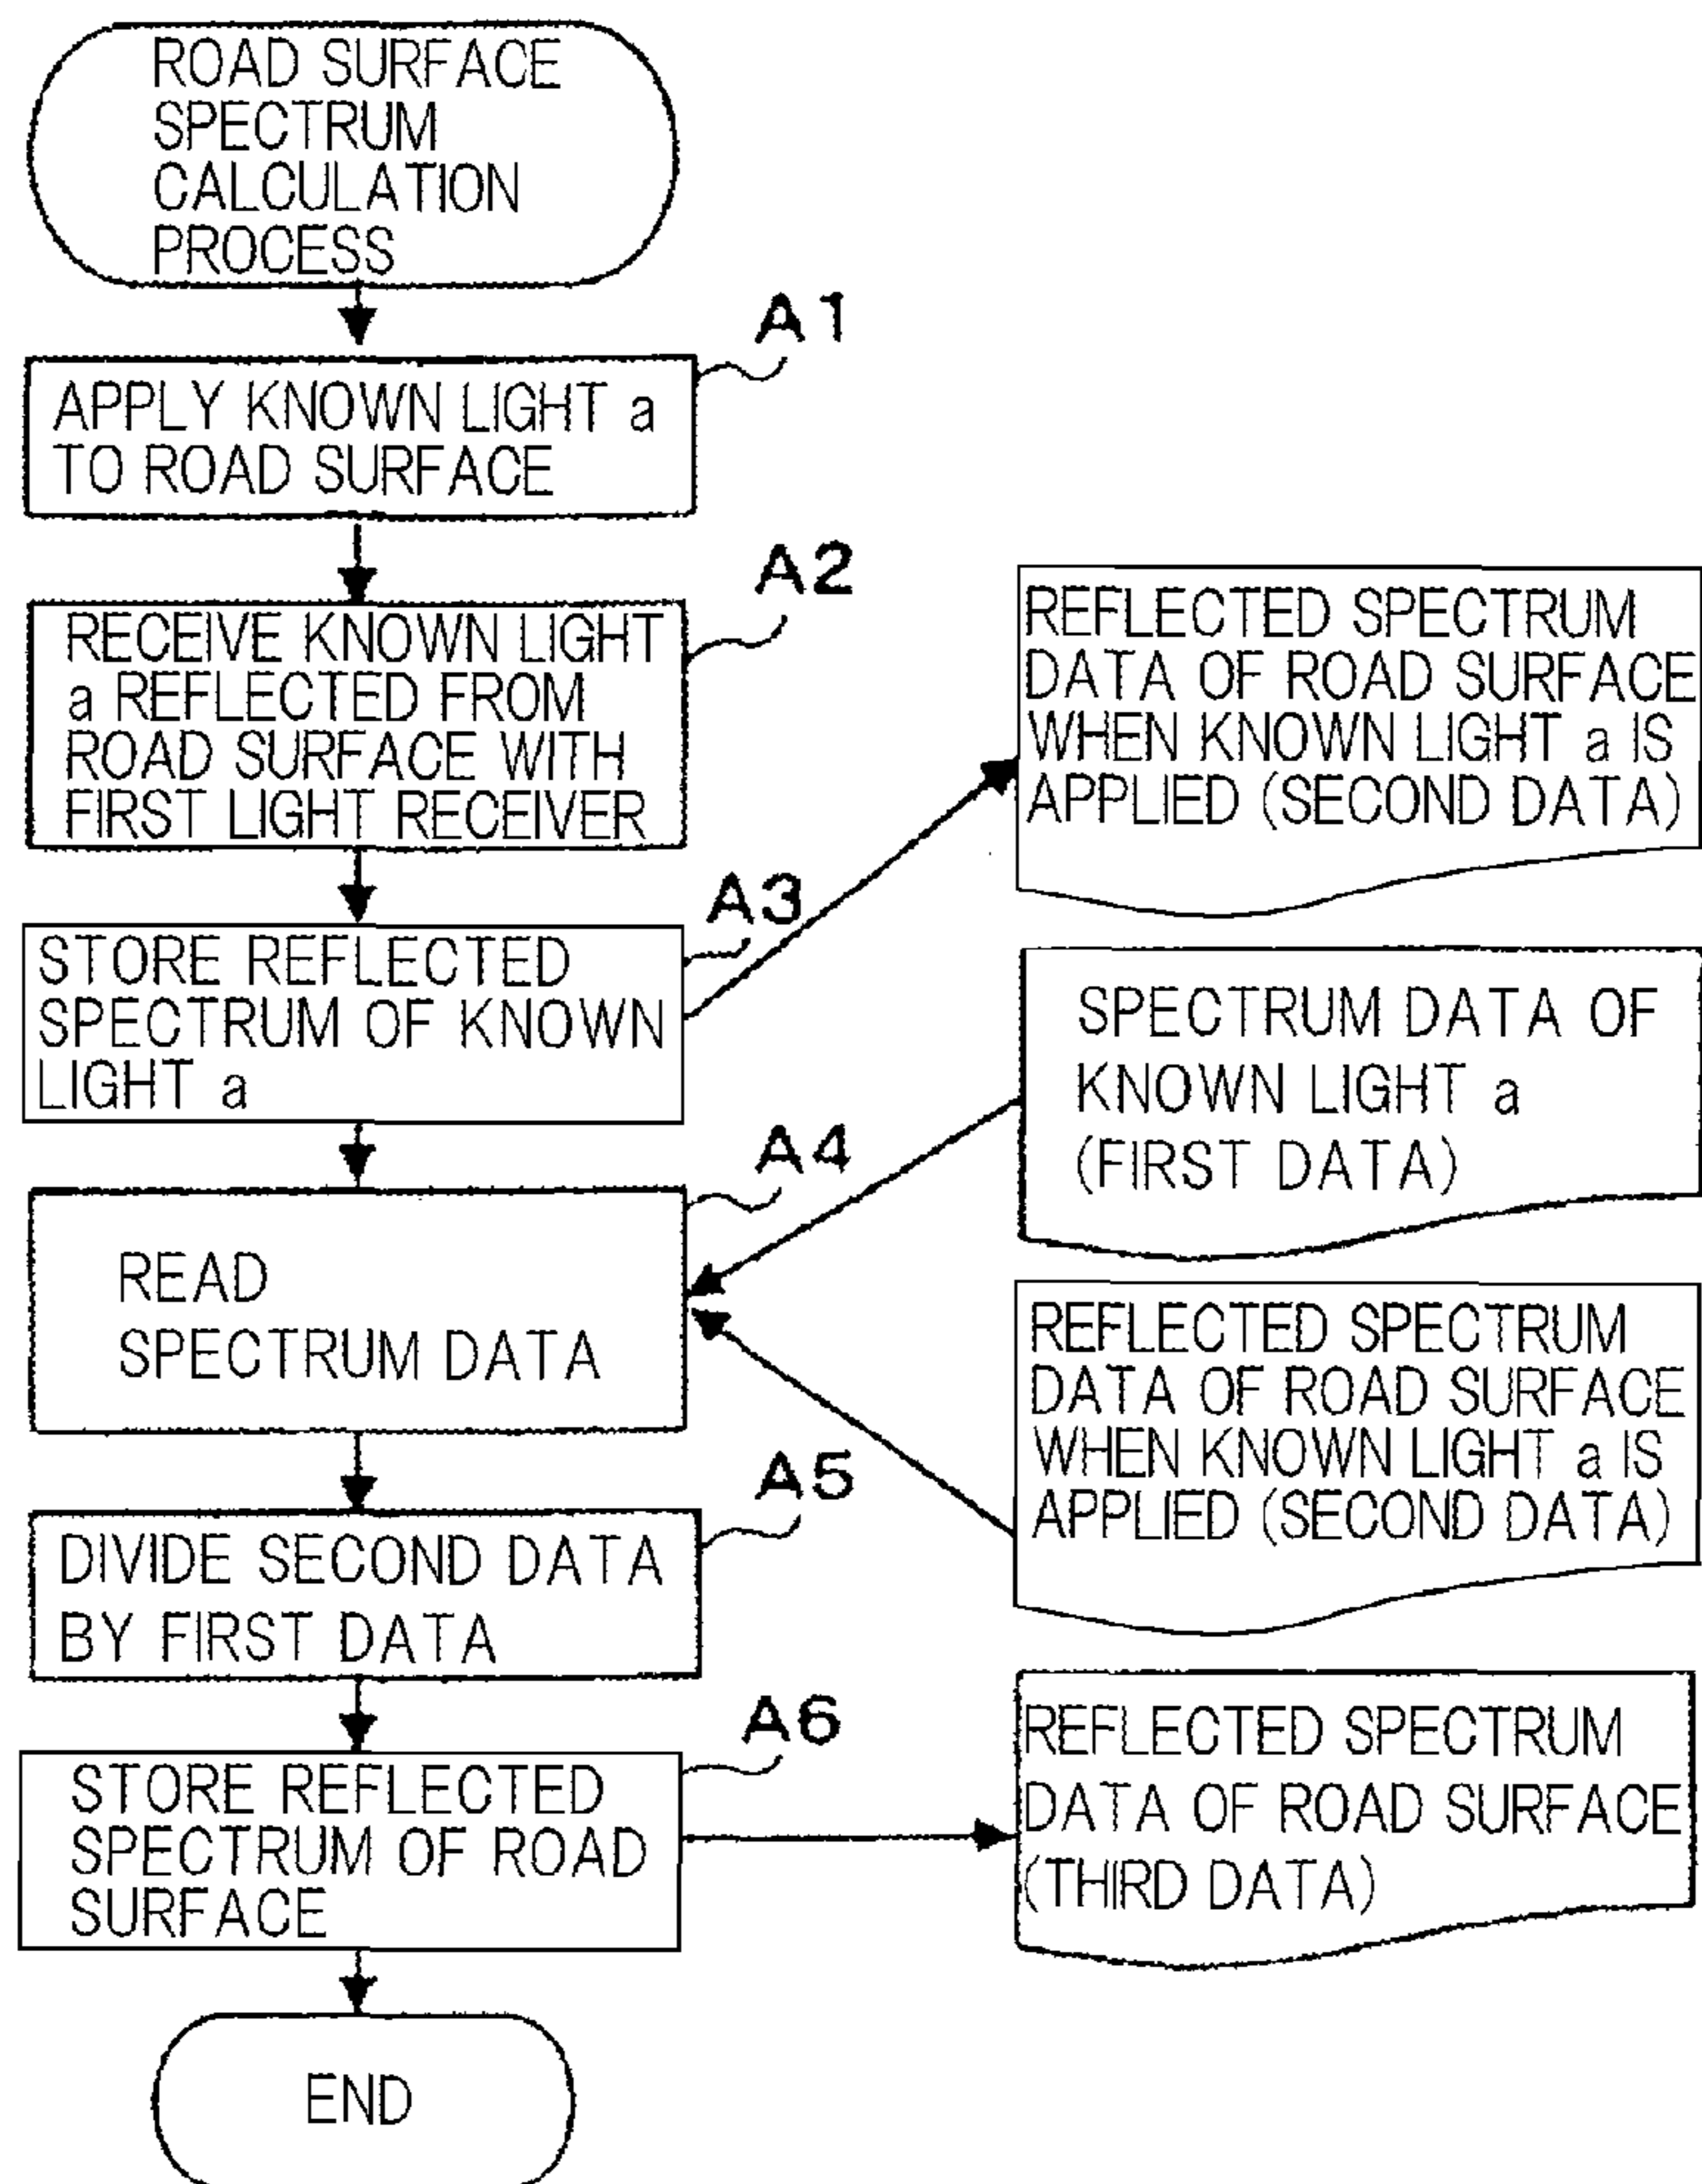 ROAD SURFACE
SPECTRUM
CALCULATION
PROCESS
A1
APPLY KNOWN LIGHT a
TO ROAD SURFACE
A2
RECEIVE KNOWN LIGHT
a REFLECTED FROM
ROAD SURFACE WITH
FIRST LIGHT RECEIVER
REFLECTED SPECTRUM
DATA OF ROAD SURFACE
WHEN KNOWN LIGHT a IS
APPLIED (SECOND DATA)
A3
STORE REFLECTED
SPECTRUM OF KNOWN
LIGHT a
SPECTRUM DATA OF
KNOWN LIGHT a
(FIRST DATA)
A4
READ
SPECTRUM DATA
REFLECTED SPECTRUM
DATA OF ROAD SURFACE
WHEN KNOWN LIGHT a IS
APPLIED (SECOND DATA)
A5
DIVIDE SECOND DATA
BY FIRST DATA
A6
STORE REFLECTED
SPECTRUM OF ROAD
SURFACE
REFLECTED SPECTRUM
DATA OF ROAD SURFACE
(THIRD DATA)
END